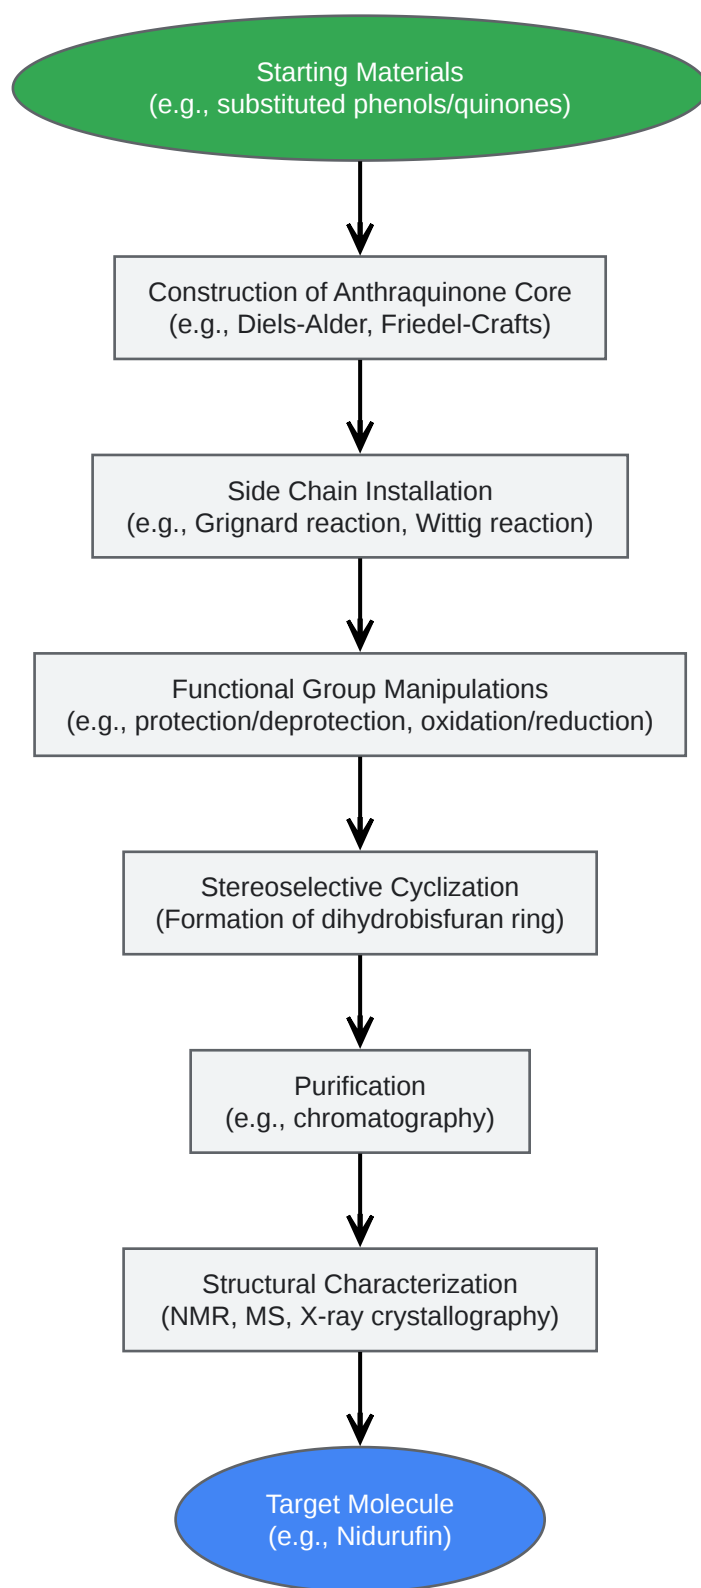 Starting Materials
(e.g., substituted phenols/quinones)
Construction of Anthraquinone Core
(e.g., Diels-Alder, Friedel-Crafts)
Side Chain Installation
(e.g., Grignard reaction, Wittig reaction)
Functional Group Manipulations
(e.g., protection/deprotection, oxidation/reduction)
Stereoselective Cyclization
(Formation of dihydrobisfuran ring)
Purification
(e.g., chromatography)
Structural Characterization
(NMR, MS, X-ray crystallography)
Target Molecule
(e.g., Nidurufin)